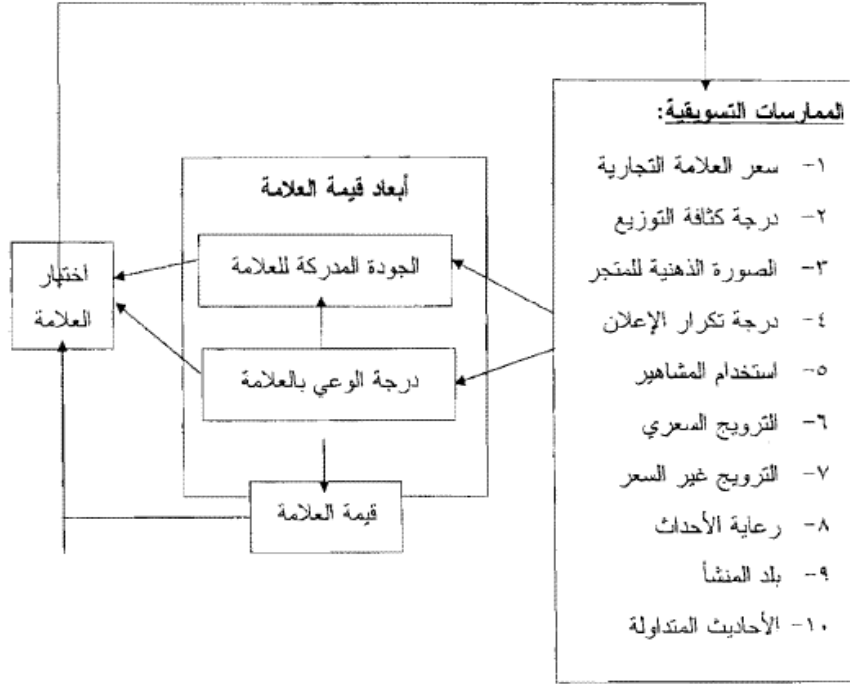 الممارسات التسويقية:
١- سعر العلامة التجارية
٢- درجة كثافة التوزيع
٣- الصورة الذهنية للمتجر
٤- درجة تكرار الإعلان
٥- استخدام المشاهير
٦- الترويج السعري
٧- الترويج غير السعر
٨- رعاية الأحداث
٩- بلد المنشأ
١٠- الأحاديث المتداولة
أبعاد قيمة العلامة
الجودة المدركة للعلامة
درجة الوعي بالعلامة
قيمة العلامة
اختيار
العلامة